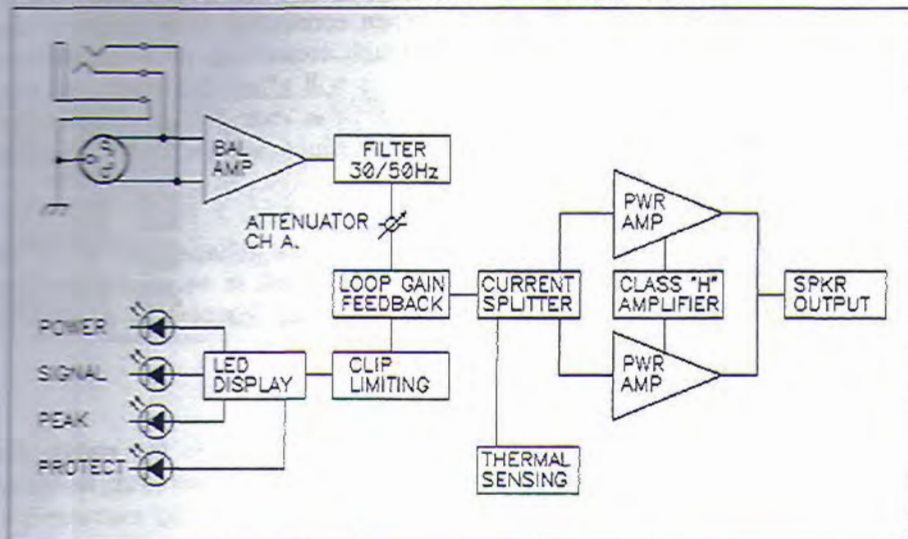 BAL
AMP
FILTER
30/50Hz
ATTENUATOR
CH A.
LOOP GAIN
FEEDBACK
CURRENT
SPLITTER
PWR
AMP
CLASS "H"
AMPLIFIER
PWR
AMP
SPKR
OUTPUT
POWER
SIGNAL
PEAK
PROTECT
LED
DISPLAY
CLIP
LIMITING
THERMAL
SENSING